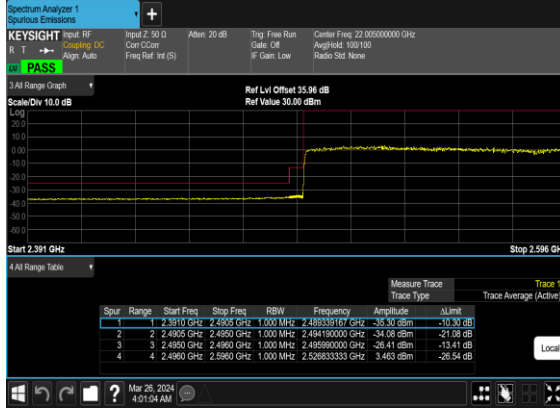 Spectrum Analyzer 1
Spurious Emissions
+
KEYSIGHT Input: RF Input Z: 50 Ω Atten: 20 dB Trig: Free Run Center Freq: 22.005000000 GHz
R T Coupling: DC Corr CCorr Gate: Off Avg|Hold: 100/100
Align: Auto Freq Ref: Int (S) IF Gain: Low Radio Std: None
PASS
3 All Range Graph
Ref Lvl Offset 35.96 dB
Scale/Div 10.0 dB Ref Value 30.00 dBm
Log
20.0
10.0
0.00
-10.0
-20.0
-30.0
-40.0
-50.0
-60.0
Start 2.391 GHz Stop 2.596 GH
4 All Range Table
Measure Trace Trace 1
Trace Type Trace Average (Active)
Spur Range Start Freq Stop Freq RBW Frequency Amplitude ΔLimit
1 1 2.3910 GHz 2.4905 GHz 1.000 MHz 2.489339167 GHz -35.30 dBm -10.30 dB
2 2 2.4905 GHz 2.4950 GHz 1.000 MHz 2.494190000 GHz -34.08 dBm -21.08 dB
3 3 2.4950 GHz 2.4960 GHz 1.000 MHz 2.495990000 GHz -26.41 dBm -13.41 dB
4 4 2.4960 GHz 2.5960 GHz 1.000 MHz 2.526833333 GHz 3.463 dBm -26.54 dB
Local
? Mar 26, 2024
4:01:04 AM